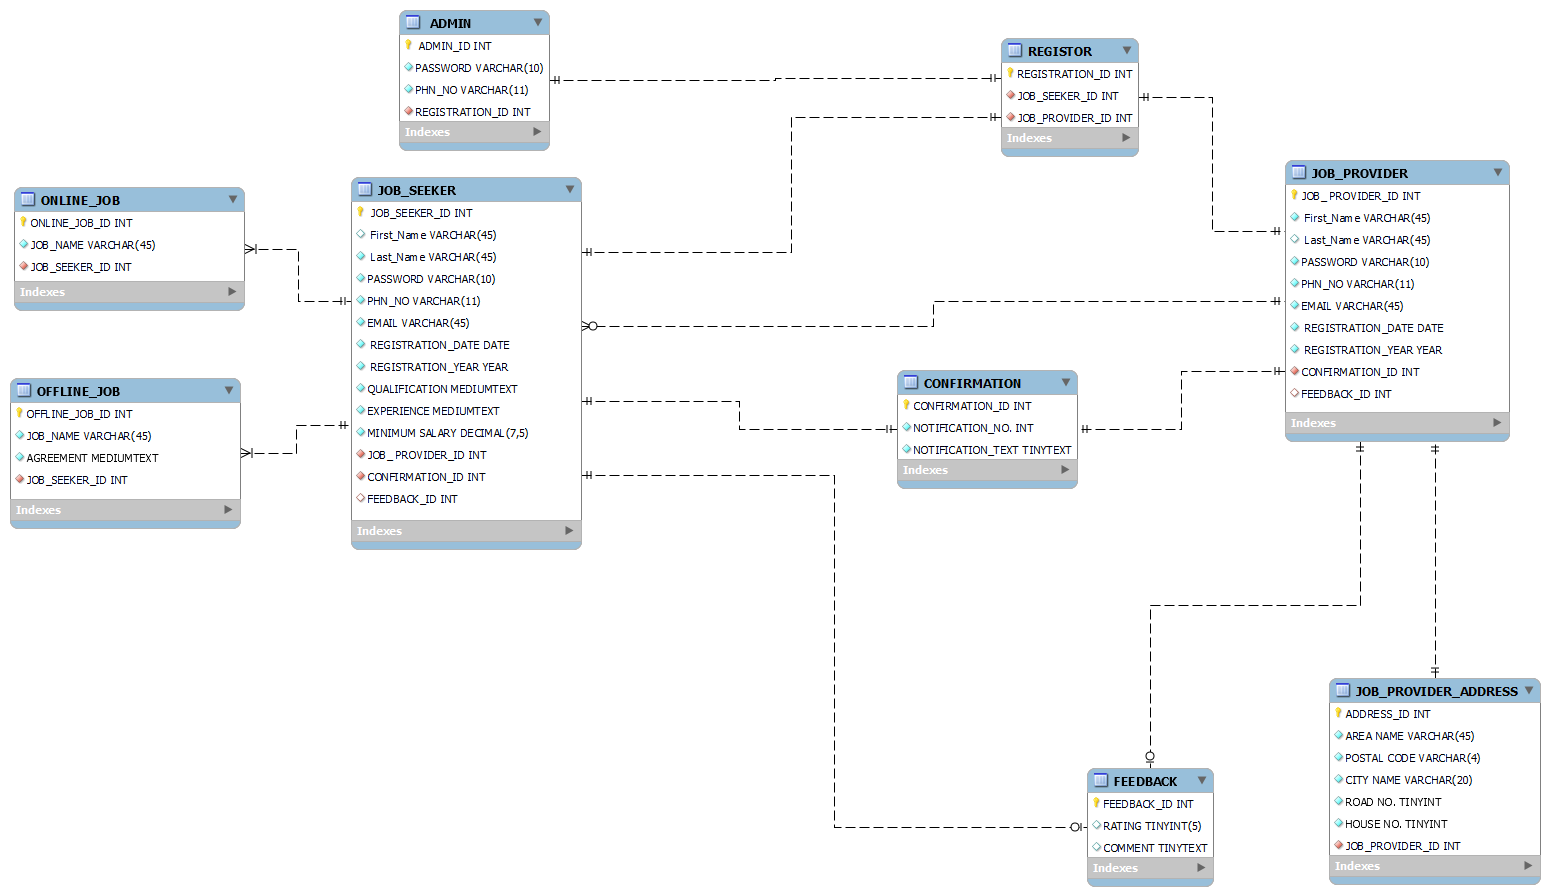 ADMIN
ADMIN_ID INT
PASSWORD VARCHAR(10)
PHN_NO VARCHAR(11)
REGISTRATION_ID INT
Indexes
REGISTOR
REGISTRATION_ID INT
JOB_SEEKER_ID INT
JOB_PROVIDER_ID INT
Indexes
ONLINE_JOB
ONLINE_JOB_ID INT
JOB_NAME VARCHAR(45)
JOB_SEEKER_ID INT
Indexes
JOB_SEEKER
JOB_SEEKER_ID INT
First_Name VARCHAR(45)
Last_Name VARCHAR(45)
PASSWORD VARCHAR(10)
PHN_NO VARCHAR(11)
EMAIL VARCHAR(45)
REGISTRATION_DATE DATE
REGISTRATION_YEAR YEAR
QUALIFICATION MEDIUMTEXT
EXPERIENCE MEDIUMTEXT
MINIMUM SALARY DECIMAL(7,5)
JOB_ PROVIDER_ID INT
CONFIRMATION_ID INT
FEEDBACK_ID INT
Indexes
JOB_PROVIDER
JOB_ PROVIDER_ID INT
First_Name VARCHAR(45)
Last_Name VARCHAR(45)
PASSWORD VARCHAR(10)
PHN_NO VARCHAR(11)
EMAIL VARCHAR(45)
REGISTRATION_DATE DATE
REGISTRATION_YEAR YEAR
CONFIRMATION_ID INT
FEEDBACK_ID INT
Indexes
OFFLINE_JOB
OFFLINE_JOB_ID INT
JOB_NAME VARCHAR(45)
AGREEMENT MEDIUMTEXT
JOB_SEEKER_ID INT
Indexes
CONFIRMATION
CONFIRMATION_ID INT
NOTIFICATION_NO. INT
NOTIFICATION_TEXT TINYTEXT
Indexes
JOB_PROVIDER_ADDRESS
ADDRESS_ID INT
AREA NAME VARCHAR(45)
POSTAL CODE VARCHAR(4)
CITY NAME VARCHAR(20)
ROAD NO. TINYINT
HOUSE NO. TINYINT
JOB_PROVIDER_ID INT
Indexes
FEEDBACK
FEEDBACK_ID INT
RATING TINYINT(5)
COMMENT TINYTEXT
Indexes